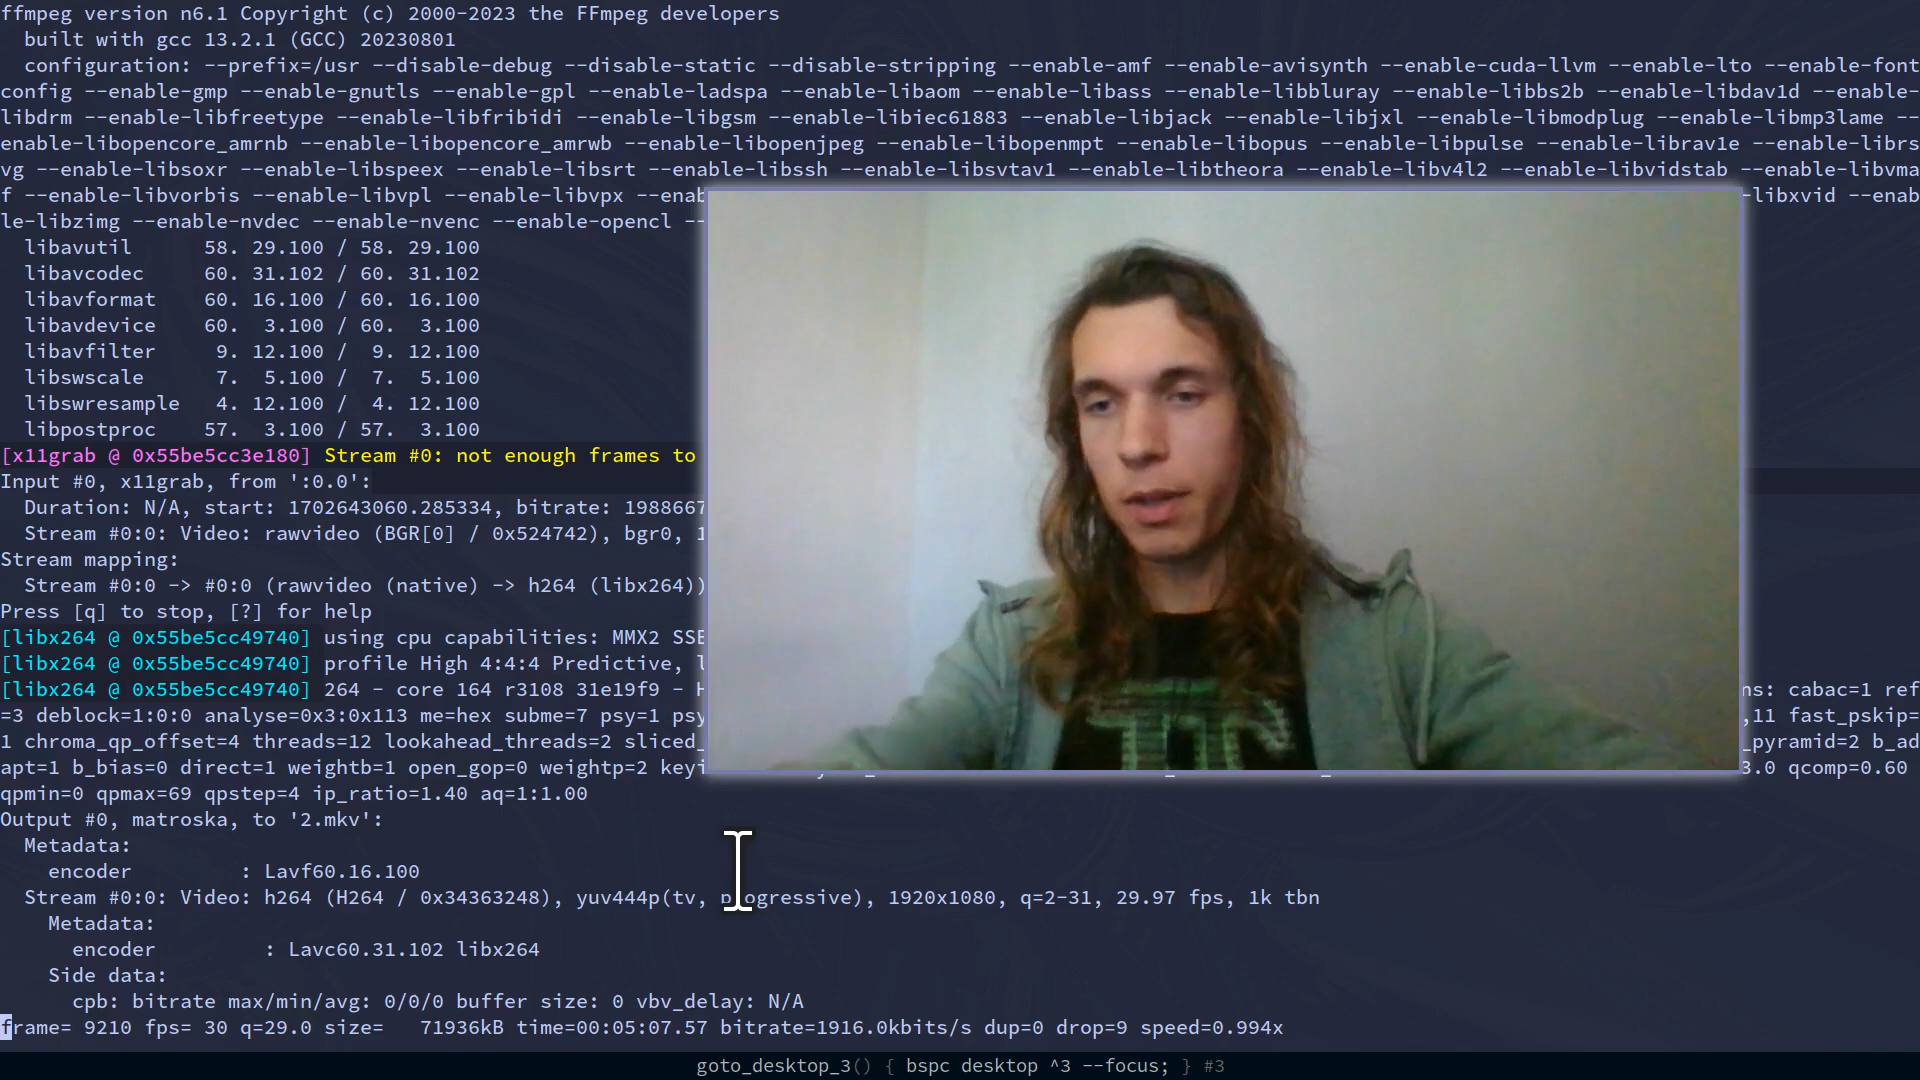 ffmpeg version n6.1 Copyright (c) 2000-2023 the FFmpeg developers
built with gcc 13.2.1 (GCC) 20230801
configuration: --prefix=/usr --disable-debug --disable-static --disable-stripping --enable-amf --enable-avisynth --enable-cuda-llvm --enable-lto --enable-font
config --enable-gmp --enable-gnutls --enable-gpl --enable-ladspa --enable-libaom --enable-libass --enable-libbluray --enable-libbs2b --enable-libdav1d --enable-
libdrm --enable-libfreetype --enable-libfribidi --enable-libgsm --enable-libiec61883 --enable-libjack --enable-libjxl --enable-libmodplug --enable-libmp3lame --
enable-libopencore_amrnb --enable-libopencore_amrwb --enable-libopenjpeg --enable-libopenmpt --enable-libopus --enable-libpulse --enable-librav1e --enable-librs
vg --enable-libsoxr --enable-libspeex --enable-libsrt --enable-libssh --enable-libsvtav1 --enable-libtheora --enable-libv4l2 --enable-libvidstab --enable-libvma
f --enable-libvorbis --enable-libvpl --enable-libvpx --enab -libxvid --enab
le-libzimg --enable-nvdec --enable-nvenc --enable-opencl --
libavutil 58. 29.100 / 58. 29.100
libavcodec 60. 31.102 / 60. 31.102
libavformat 60. 16.100 / 60. 16.100
libavdevice 60. 3.100 / 60. 3.100
libavfilter 9. 12.100 / 9. 12.100
libswscale 7. 5.100 / 7. 5.100
libswresample 4. 12.100 / 4. 12.100
libpostproc 57. 3.100 / 57. 3.100
[x11grab @ 0x55be5cc3e180] Stream #0: not enough frames to
Input #0, x11grab, from ':0.0':
Duration: N/A, start: 1702643060.285334, bitrate: 1988667
Stream #0:0: Video: rawvideo (BGR[0] / 0x524742), bgr0, 1
Stream mapping:
Stream #0:0 -> #0:0 (rawvideo (native) -> h264 (libx264))
Press [q] to stop, [?] for help
[libx264 @ 0x55be5cc49740] using cpu capabilities: MMX2 SSE
[libx264 @ 0x55be5cc49740] profile High 4:4:4 Predictive, l
[libx264 @ 0x55be5cc49740] 264 - core 164 r3108 31e19f9 - H ns: cabac=1 ref
=3 deblock=1:0:0 analyse=0x3:0x113 me=hex subme=7 psy=1 psy ,11 fast_pskip=
1 chroma_qp_offset=4 threads=12 lookahead_threads=2 sliced_ _pyramid=2 b_ad
apt=1 b_bias=0 direct=1 weightb=1 open_gop=0 weightp=2 keyi 3.0 qcomp=0.60
qpmin=0 qpmax=69 qpstep=4 ip_ratio=1.40 aq=1:1.00
Output #0, matroska, to '2.mkv':
Metadata:
encoder : Lavf60.16.100
Stream #0:0: Video: h264 (H264 / 0x34363248), yuv444p(tv, progressive), 1920x1080, q=2-31, 29.97 fps, 1k tbn
Metadata:
encoder : Lavc60.31.102 libx264
Side data:
cpb: bitrate max/min/avg: 0/0/0 buffer size: 0 vbv_delay: N/A
frame= 9210 fps= 30 q=29.0 size= 71936kB time=00:05:07.57 bitrate=1916.0kbits/s dup=0 drop=9 speed=0.994x
goto_desktop_3() { bspc desktop ^3 --focus; } #3